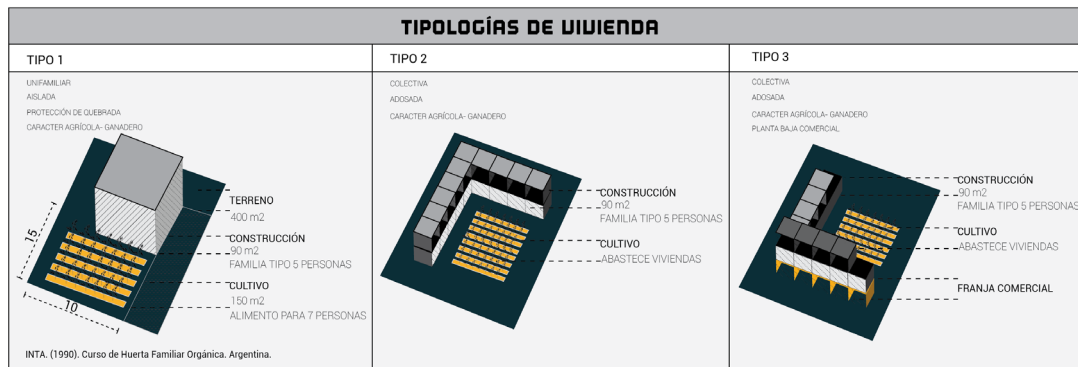 TIPOLOGÍAS DE VIVIENDA
TIPO 1
UNIFAMILIAR
AISLADA
PROTECCIÓN DE QUEBRADA
CARACTER AGRÍCOLA- GANADERO
TERRENO
400 m2
CONSTRUCCIÓN
90 m2
FAMILIA TIPO 5 PERSONAS
CULTIVO
150 m2
ALIMENTO PARA 7 PERSONAS
15
10
INTA. (1990). Curso de Huerta Familiar Orgánica. Argentina.
TIPO 2
COLECTIVA
ADOSADA
CARACTER AGRÍCOLA- GANADERO
CONSTRUCCIÓN
90 m2
FAMILIA TIPO 5 PERSONAS
CULTIVO
ABASTECE VIVIENDAS
TIPO 3
COLECTIVA
ADOSADA
CARACTER AGRÍCOLA- GANADERO
PLANTA BAJA COMERCIAL
CONSTRUCCIÓN
90 m2
FAMILIA TIPO 5 PERSONAS
CULTIVO
ABASTECE VIVIENDAS
FRANJA COMERCIAL